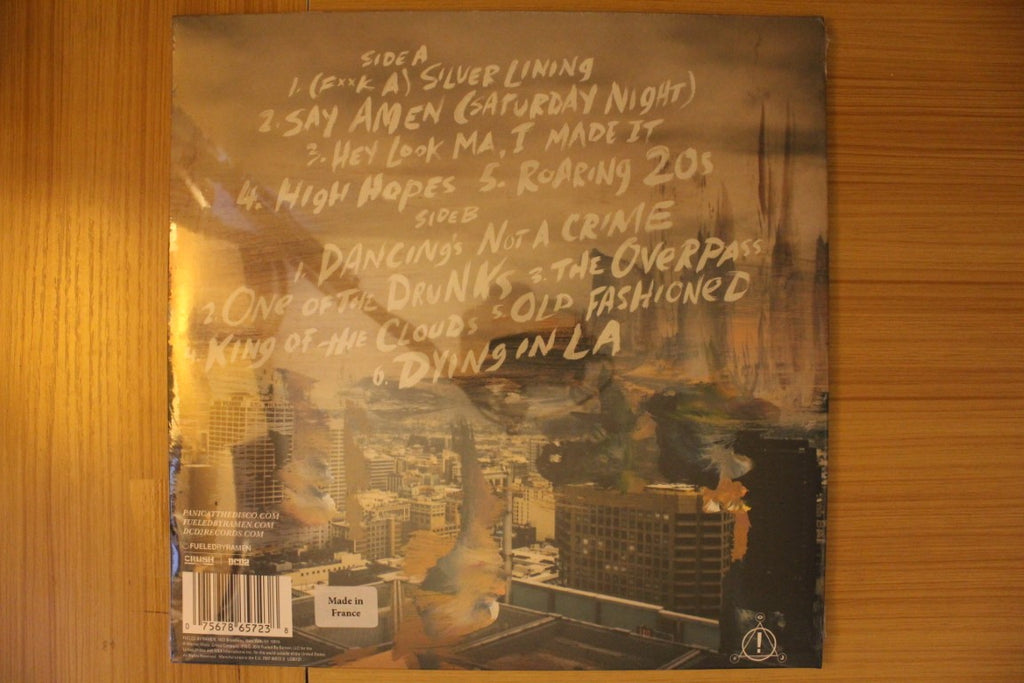 SIDE A
1. (F**K A) SILVER LINING
2. SAY AMEN (SATURDAY NIGHT)
3. HEY LOOK MA, I MADE IT
4. HIGH HOPES 5. ROARING 20s
SIDE B
1. DANCING'S NOT A CRIME
2. ONE OF THE DRUNKS 3. THE OVERPASS
4. KING OF THE CLOUDS 5. OLD FASHIONED
6. DYING IN LA
PANICATTHEDISCO.COM
FUELEDBYRAMEN.COM
DCD2RECORDS.COM
FUELEDBYRAMEN
CRUSH DCD2
Made in
France
0 75678 65723 8
!